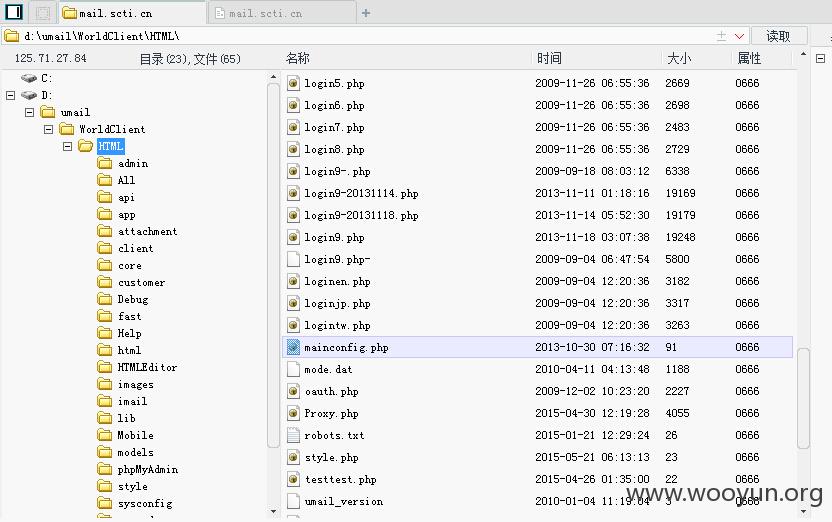 mail.scti.cn
mail.scti.cn
d:\umail\WorldClient\HTML\
读取
125.71.27.84
目录(23),文件(65)
名称
时间
大小
属性
C:
D:
umail
WorldClient
HTML
admin
All
api
app
attachment
client
core
customer
Debug
fast
Help
html
HTMLEditor
images
imail
lib
Mobile
models
phpMyAdmin
style
sysconfig
login5.php 2009-11-26 06:55:36 2669 0666
login6.php 2009-11-26 06:55:36 2698 0666
login7.php 2009-11-26 06:55:36 2483 0666
login8.php 2009-11-26 06:55:36 2729 0666
login9-.php 2009-09-18 08:03:12 6338 0666
login9-20131114.php 2013-11-11 01:18:16 19169 0666
login9-20131118.php 2013-11-14 05:52:30 19179 0666
login9.php 2013-11-18 03:07:38 19248 0666
login9.php- 2009-09-04 06:47:54 5800 0666
loginen.php 2009-09-04 12:20:36 3182 0666
loginjp.php 2009-09-04 12:20:36 3317 0666
logintw.php 2009-09-04 12:20:36 3263 0666
mainconfig.php 2013-10-30 07:16:32 91 0666
mode.dat 2010-04-11 04:13:48 1188 0666
oauth.php 2009-12-02 10:23:20 2227 0666
Proxy.php 2015-04-30 12:19:28 4055 0666
robots.txt 2015-01-21 12:29:24 26 0666
style.php 2015-05-21 06:13:13 23 0666
testtest.php 2015-04-26 01:35:00 22 0666
umail_version 2010-01-04 11:19:04 3 0666
www.wooyun.org